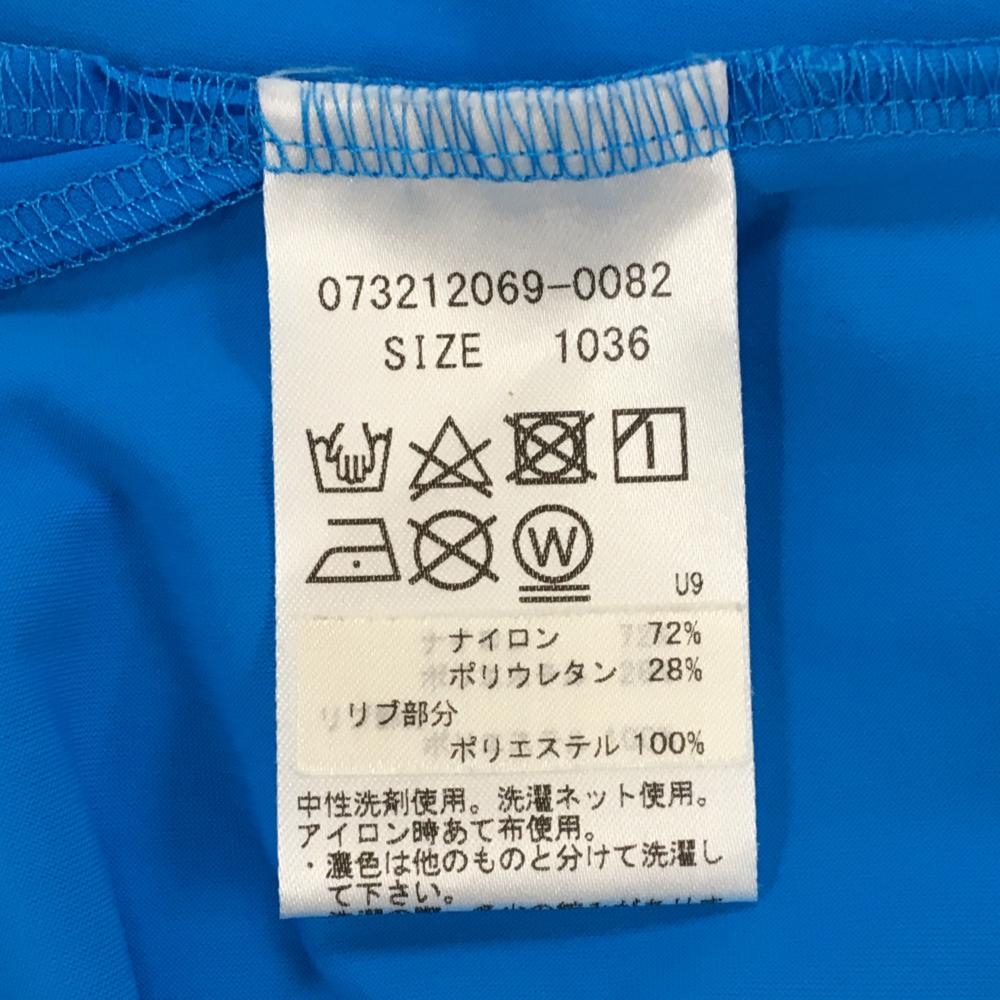 073212069-0082
SIZE 1036
W
U9
ナイロン 72%
ポリウレタン 28%
リブ部分
ポリエステル 100%
中性洗剤使用。洗濯ネット使用。
アイロン時あて布使用。
・濃色は他のものと分けて洗濯し
て下さい。